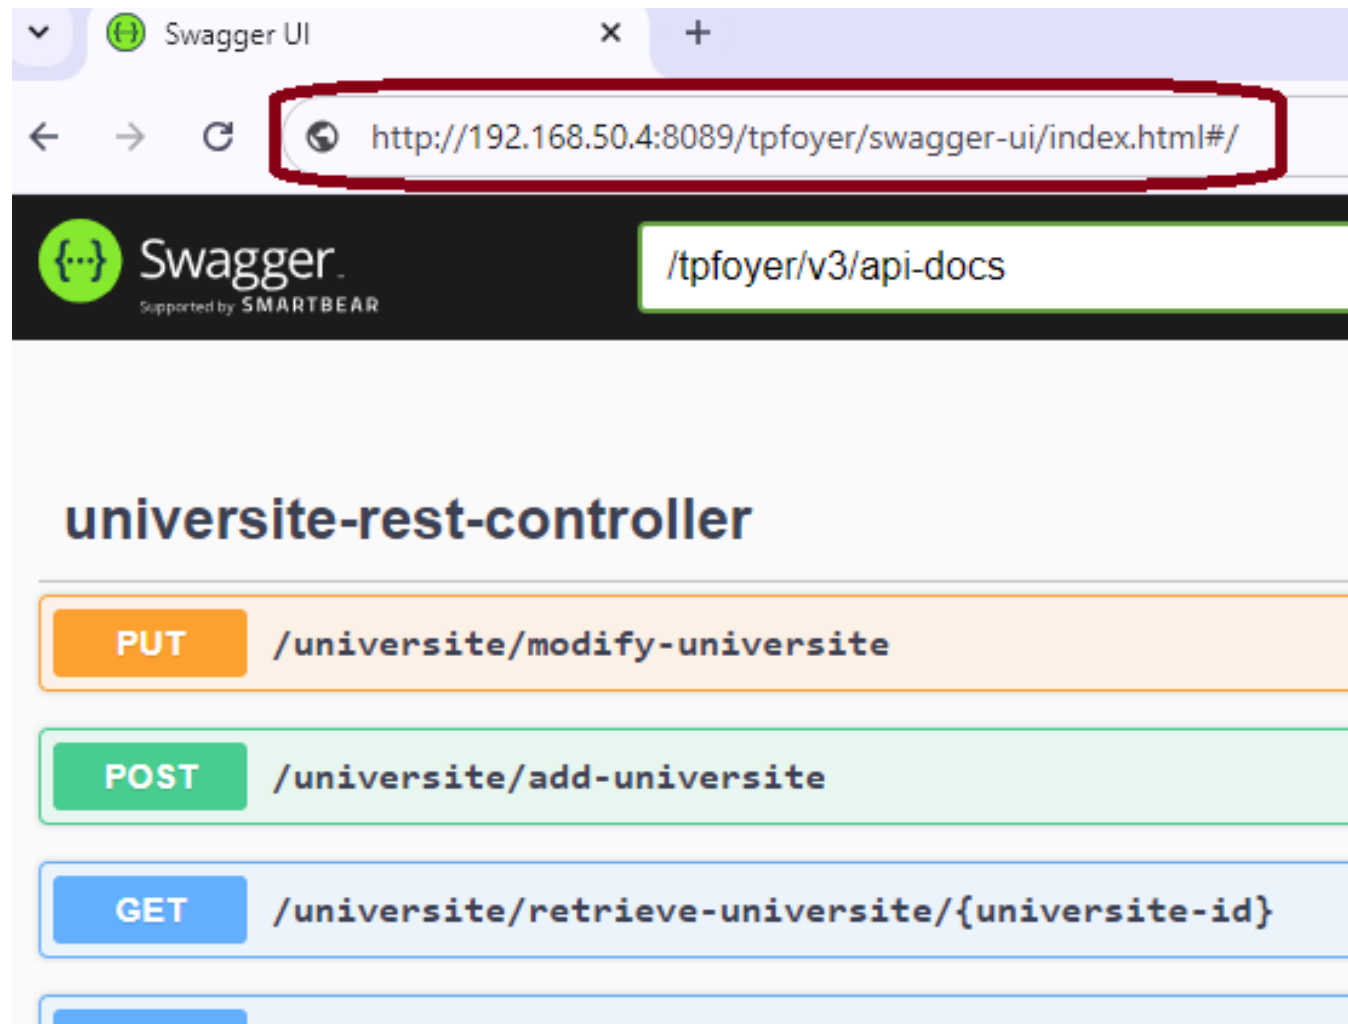 Swagger UI
http://192.168.50.4:8089/tpfoyer/swagger-ui/index.html#/
Swagger.
Supported by SMARTBEAR
/tpfoyer/v3/api-docs
universite-rest-controller
PUT /universite/modify-universite
POST /universite/add-universite
GET /universite/retrieve-universite/{universite-id}